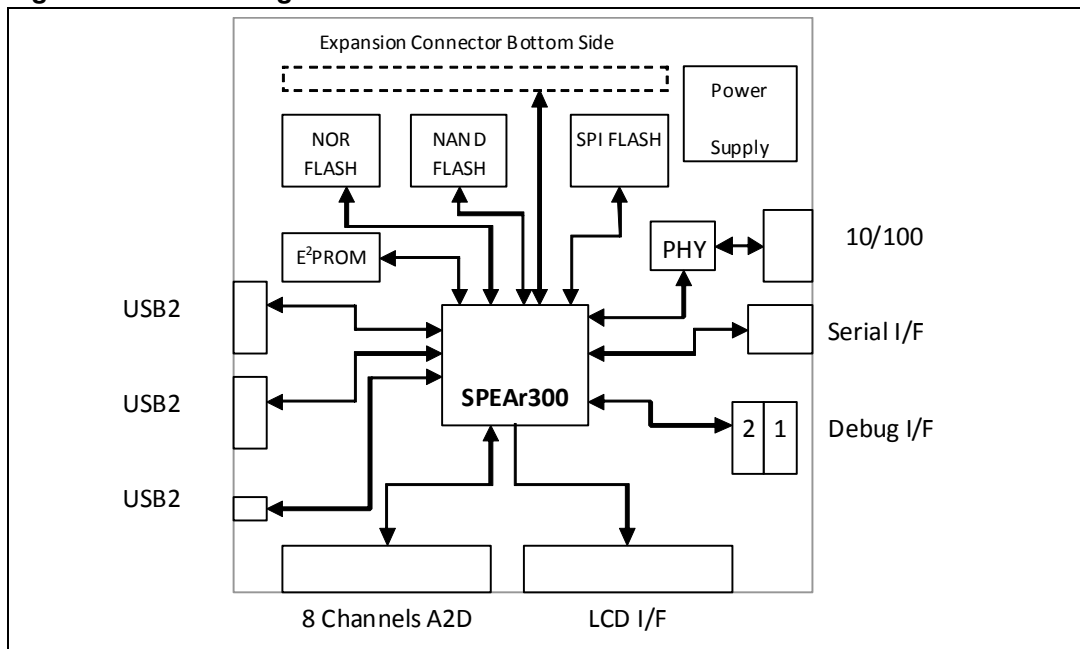 Expansion Connector Bottom Side
Power
Supply
NOR
FLASH
NAND
FLASH
SPI FLASH
E²PROM
PHY
10/100
USB2
Serial I/F
SPEAr300
USB2
2 1
Debug I/F
USB2
8 Channels A2D
LCD I/F